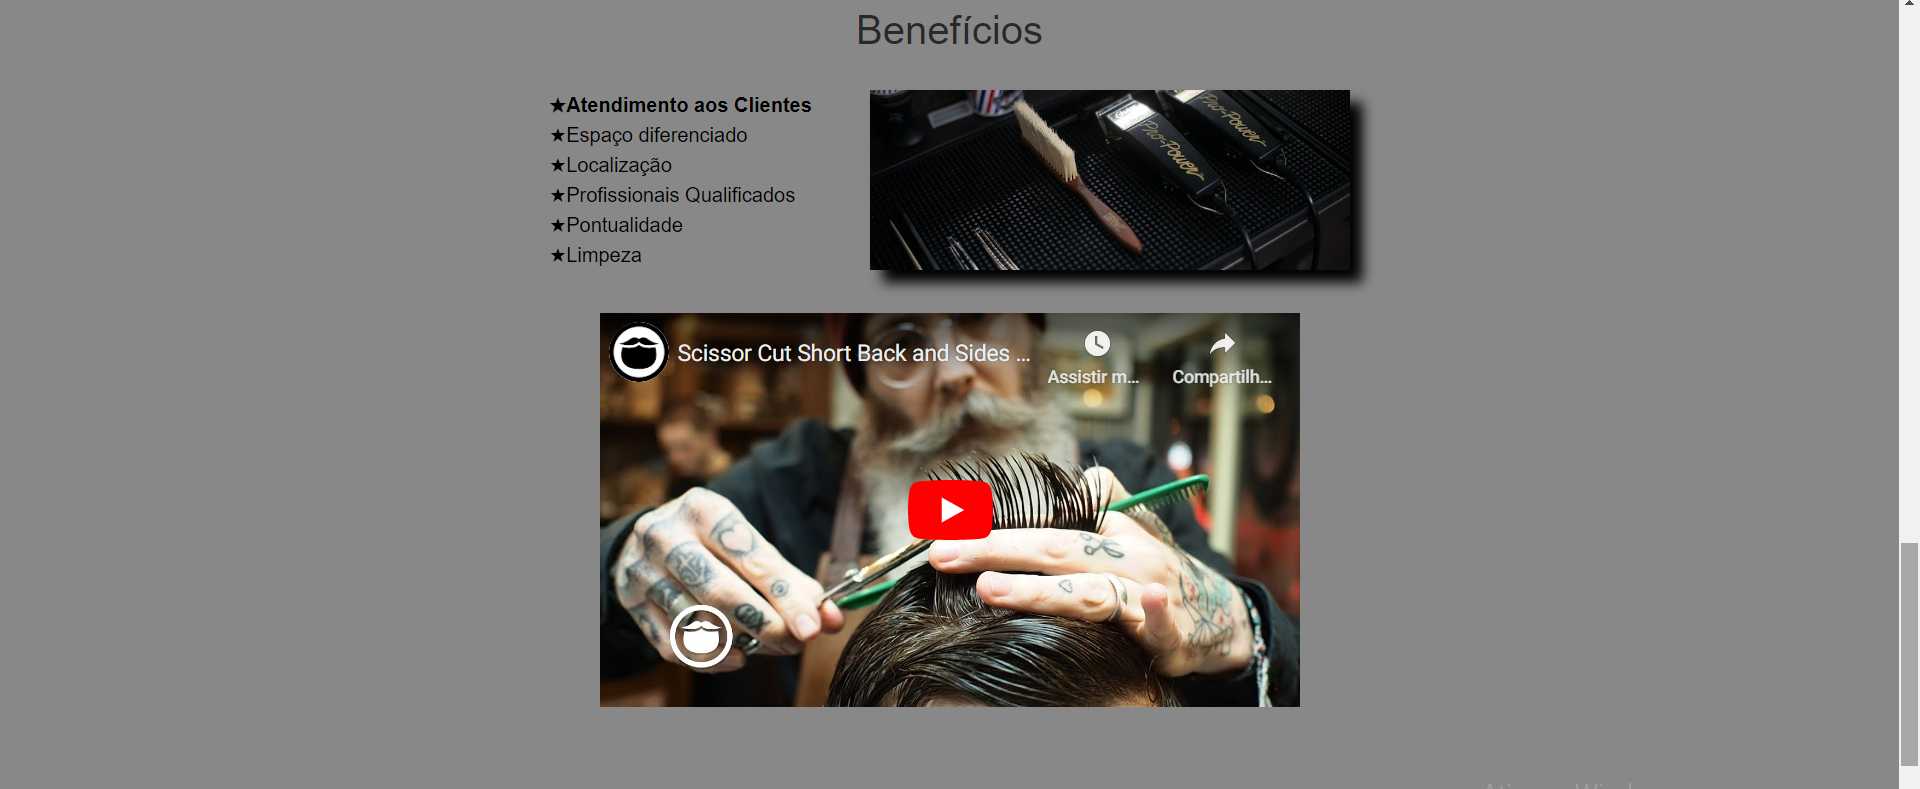 Benefícios
★Atendimento aos Clientes
★Espaço diferenciado
★Localização
★Profissionais Qualificados
★Pontualidade
★Limpeza
Pro-Power
Pro-Power
Scissor Cut Short Back and Sides ...
Assistir m...
Compartilh...